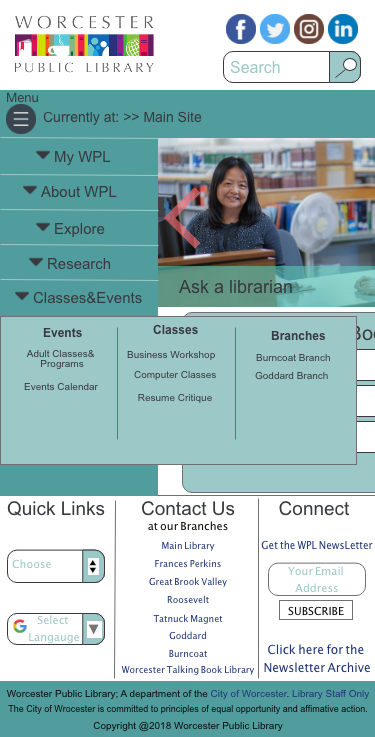 WORCESTER
PUBLIC LIBRARY
Search
Menu
Currently at: >> Main Site
My WPL
About WPL
Explore
Research
Classes&Events
Ask a librarian
Events
Adult Classes&
Programs
Events Calendar
Classes
Business Workshop
Computer Classes
Resume Critique
Branches
Burncoat Branch
Goddard Branch
Quick Links
Choose
Select
Langauge
Contact Us
at our Branches
Main Library
Frances Perkins
Great Brook Valley
Roosevelt
Tatnuck Magnet
Goddard
Burncoat
Worcester Talking Book Library
Connect
Get the WPL NewsLetter
Your Email
Address
SUBSCRIBE
Click here for the
Newsletter Archive
Worcester Public Library; A department of the City of Worcester. Library Staff Only
The City of Wrocester is committed to principles of equal opportunity and affirmative action.
Copyright @2018 Worcester Public Library